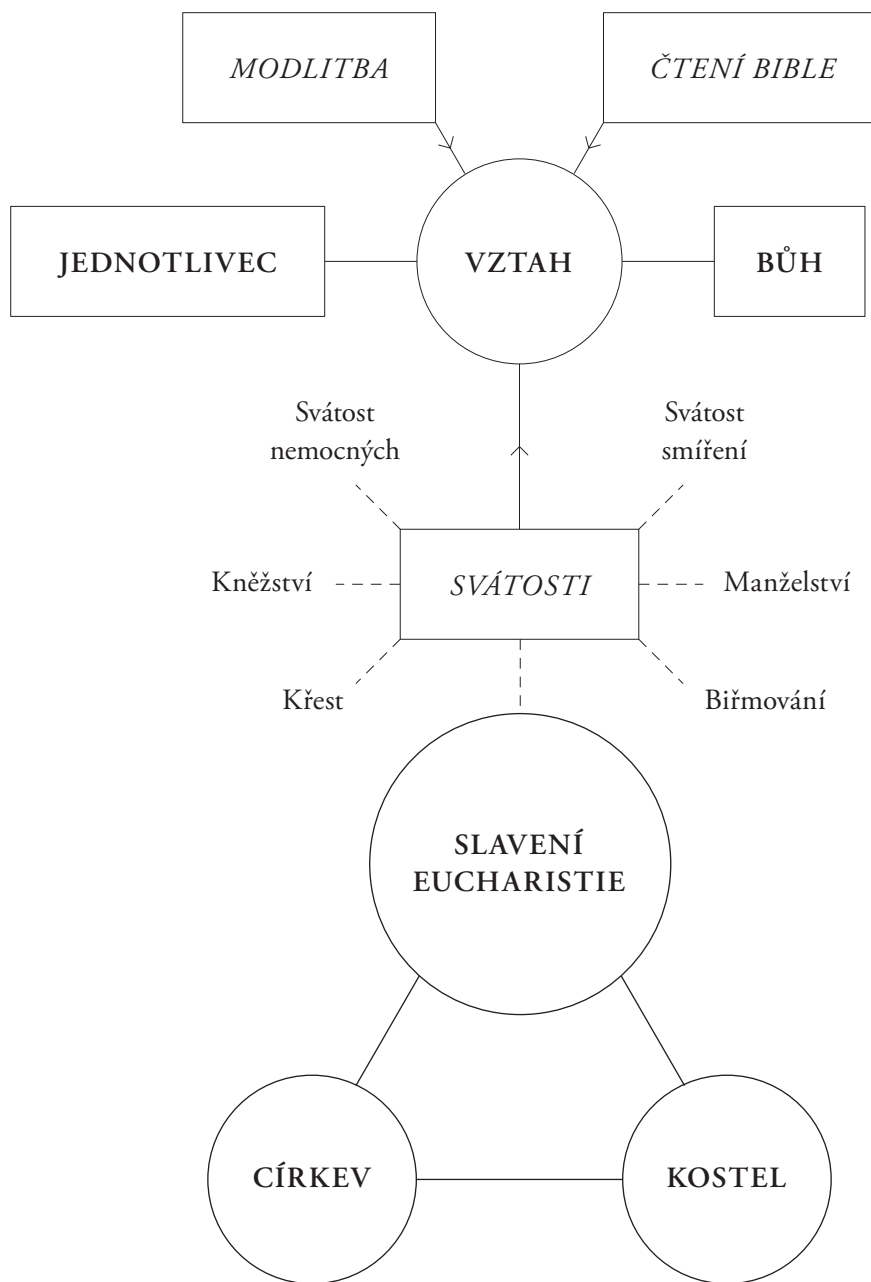 MODLITBA
ČTENÍ BIBLE
JEDNOTLIVEC
VZTAH
BŮH
Svátost
nemocných
Svátost
smíření
Kněžství
SVÁTOSTI
Manželství
Křest
Biřmování
SLAVENÍ
EUCHARISTIE
CÍRKEV
KOSTEL